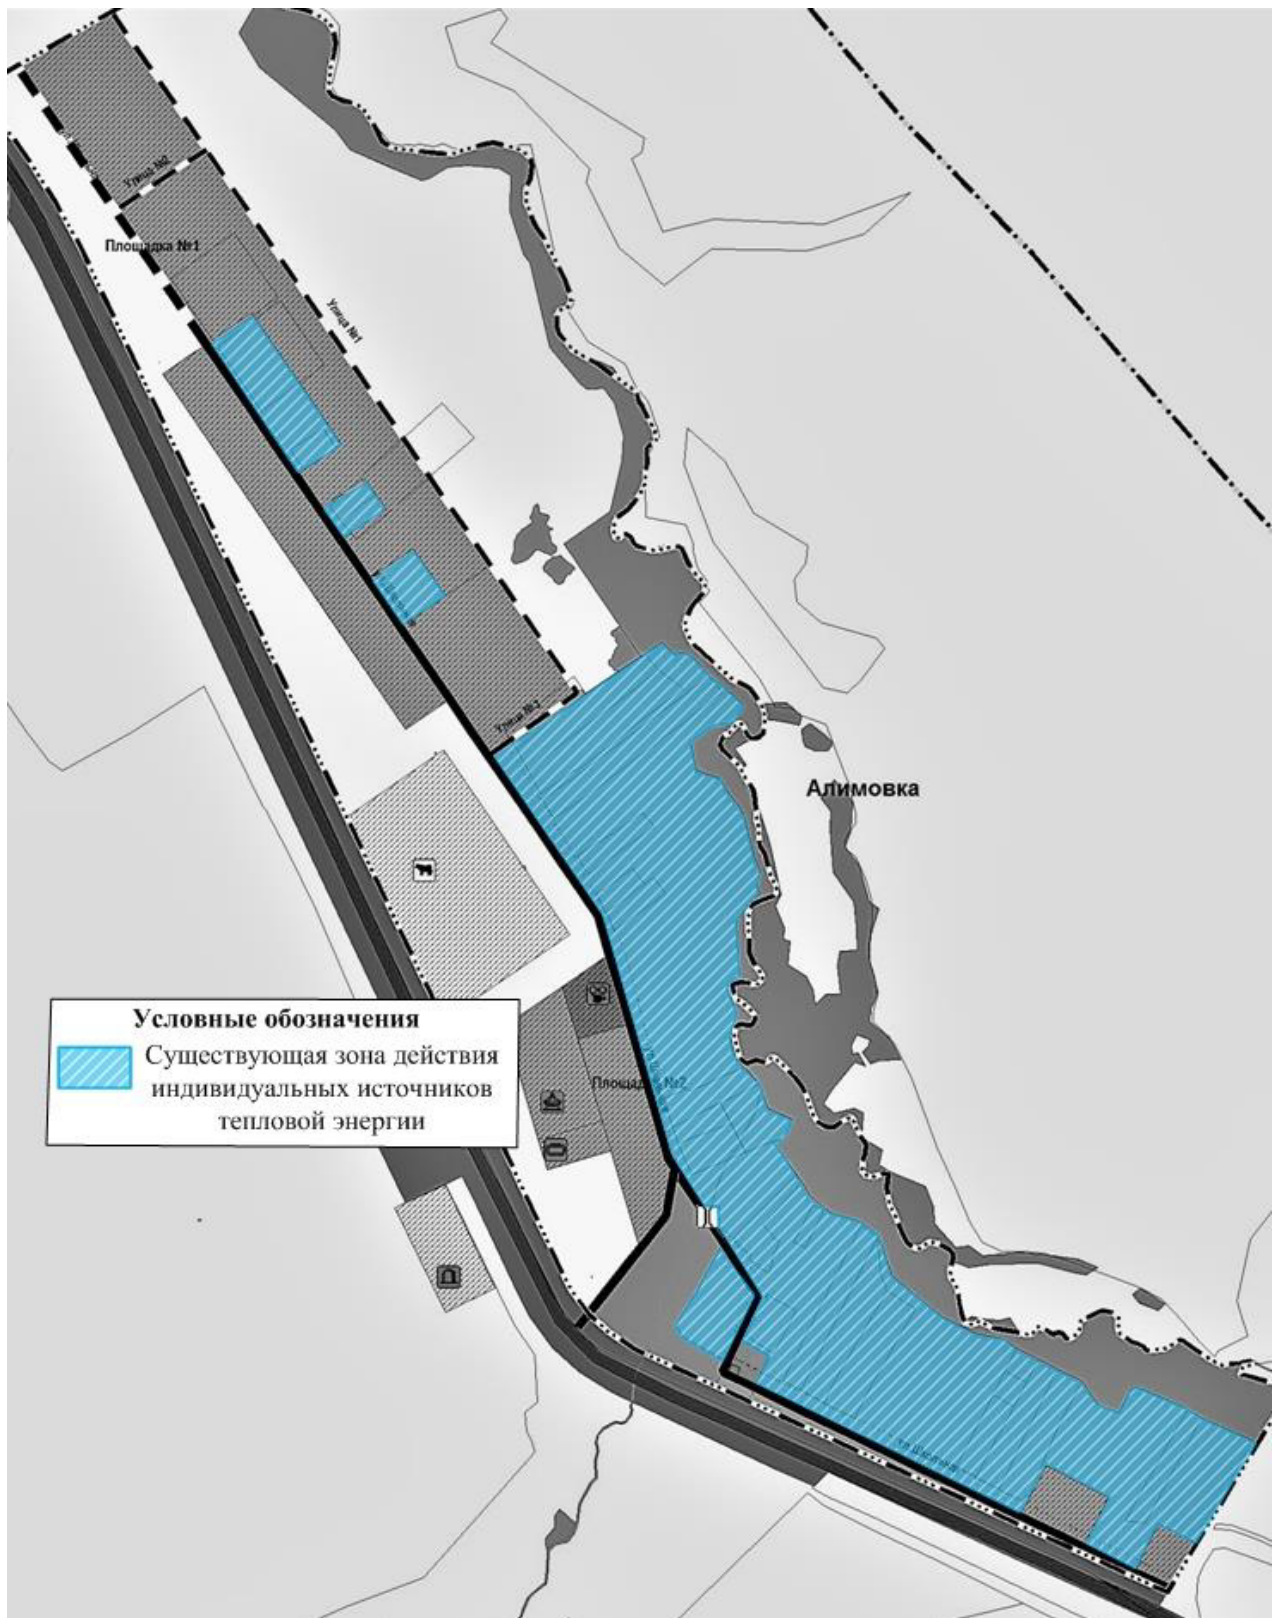 Улица №2
Площадка №1
Улица №1
Улица №3
Алимовка
Условные обозначения
Существующая зона действия
индивидуальных источников
тепловой энергии
Площадка №2